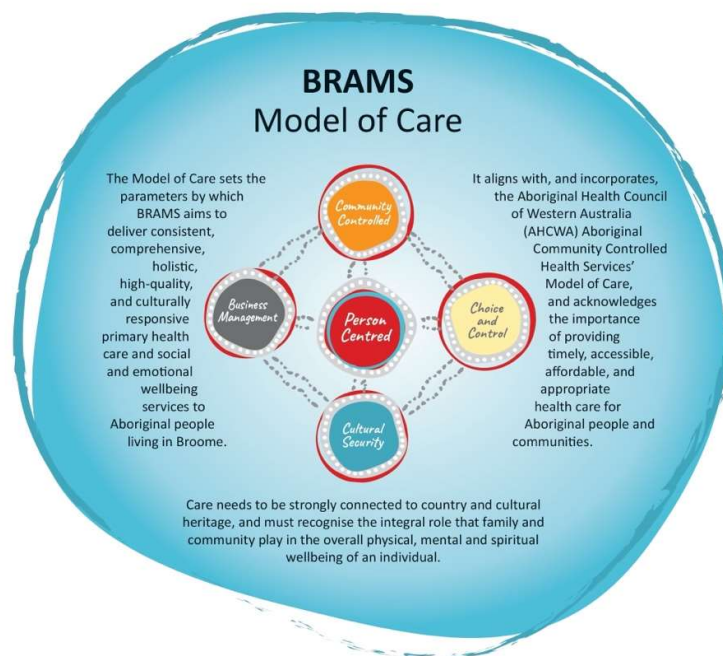 BRAMS
Model of Care
The Model of Care sets the
parameters by which
BRAMS aims to
deliver consistent,
comprehensive,
holistic,
high-quality,
and culturally
responsive
primary health
care and social
and emotional
wellbeing
services to
Aboriginal people
living in Broome.
Community
Controlled
Business
Management
Person
Centred
Choice
and
Control
Cultural
Security
It aligns with, and incorporates,
the Aboriginal Health Council
of Western Australia
(AHCWA) Aboriginal
Community Controlled
Health Services’
Model of Care,
and acknowledges
the importance
of providing
timely, accessible,
affordable, and
appropriate
health care for
Aboriginal people and
communities.
Care needs to be strongly connected to country and cultural
heritage, and must recognise the integral role that family and
community play in the overall physical, mental and spiritual
wellbeing of an individual.